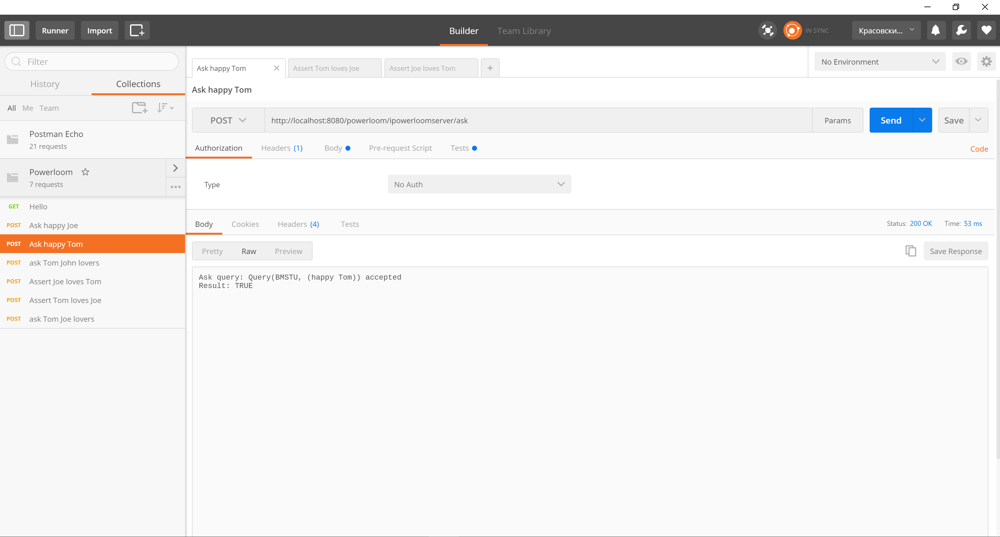 Runner Import Builder Team Library IN SYNC Красовски...
Filter
History Collections
All Me Team
Postman Echo
21 requests
Powerloom
7 requests
GET Hello
POST Ask happy Joe
POST Ask happy Tom
POST ask Tom John lovers
POST Assert Joe loves Tom
POST Assert Tom loves Joe
POST ask Tom Joe lovers
Ask happy Tom Assert Tom loves Joe Assert Joe loves Tom + No Environment
Ask happy Tom
POST http://localhost:8080/powerloom/ipowerloomserver/ask Params Send Save
Authorization Headers (1) Body Pre-request Script Tests Code
Type No Auth
Body Cookies Headers (4) Tests Status: 200 OK Time: 53 ms
Pretty Raw Preview Save Response
Ask query: Query(BMSTU, (happy Tom)) accepted
Result: TRUE